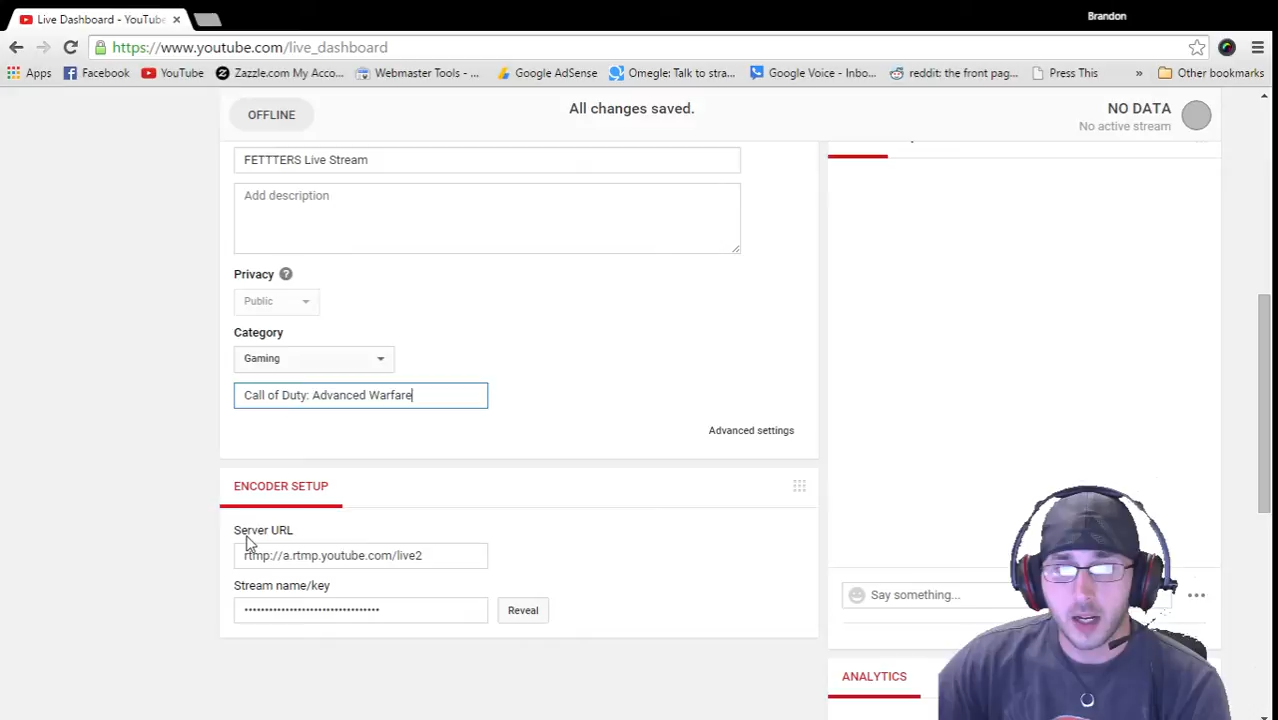 Live Dashboard - YouTube
Brandon
https://www.youtube.com/live_dashboard
Apps Facebook YouTube Zazzle.com My Acco... Webmaster Tools - ... Google AdSense Omegle: Talk to stra... Google Voice - Inbo... reddit: the front pag... Press This » Other bookmarks
OFFLINE All changes saved. NO DATA
No active stream
FETTTERS Live Stream
Add description
Privacy ?
Public
Category
Gaming
Call of Duty: Advanced Warfare
Advanced settings
ENCODER SETUP
Server URL
rtmp://a.rtmp.youtube.com/live2
Stream name/key
•••••••••••••••••••••••••••••••••• Reveal
Say something...
ANALYTICS